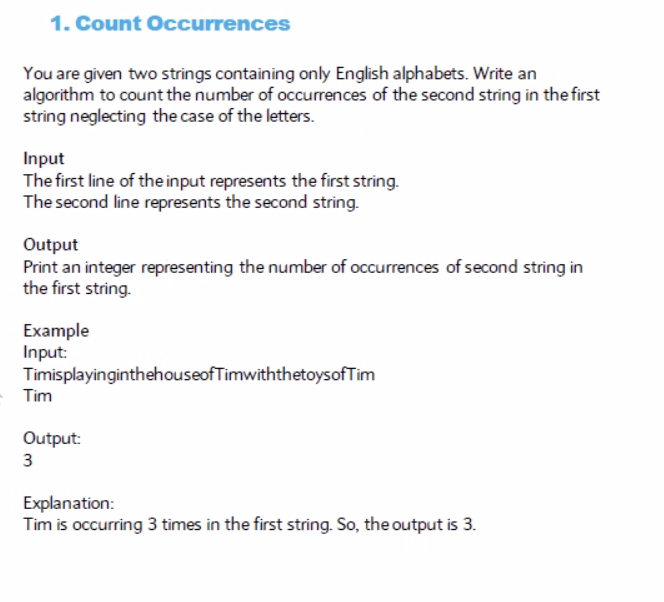 1. Count Occurrences
You are given two strings containing only English alphabets. Write an
algorithm to count the number of occurrences of the second string in the first
string neglecting the case of the letters.
Input
The first line of the input represents the first string.
The second line represents the second string.
Output
Print an integer representing the number of occurrences of second string in
the first string.
Example
Input:
TimisplayinginthehouseofTimwiththetoysofTim
Tim
Output:
3
Explanation:
Tim is occurring 3 times in the first string. So, the output is 3.